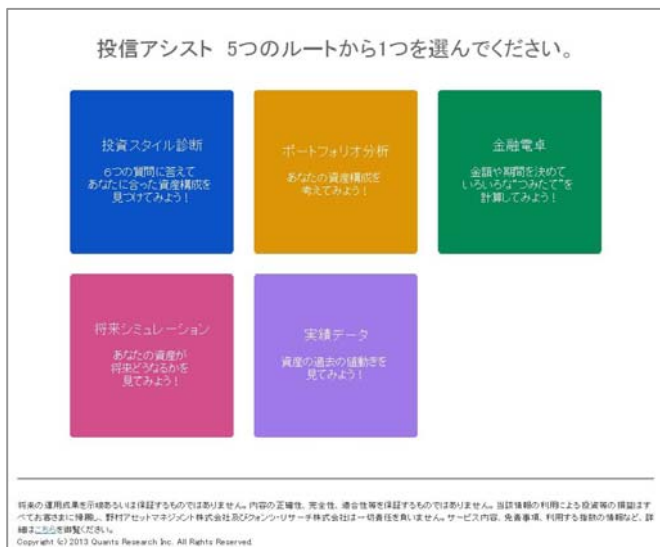 投信アシスト 5つのルートから1つを選んでください。
投資スタイル診断
6つの質問に答えて
あなたに合った資産構成を
見つけてみよう!
ポートフォリオ分析
あなたの資産構成を
考えてみよう!
金融電卓
金額や期間を決めて
いろいろな“つみたて”を
計算してみよう!
将来シミュレーション
あなたの資産が
将来どうなるかを
見てみよう!
実績データ
資産の過去の値動きを
見てみよう!
将来の運用成果を示唆あるいは保証するものではありません。内容の正確性、完全性、適合性等を保証するものではありません。当該情報の利用による投資等の損益はす
べてお客さまに帰属し、野村アセットマネジメント株式会社及びクォンツ・リサーチ株式会社は一切責任を負いません。サービス内容、免責事項、利用する指数の情報など、詳
細はこちらを御覧ください。
Copyright (c) 2013 Quants Research Inc. All Rights Reserved.